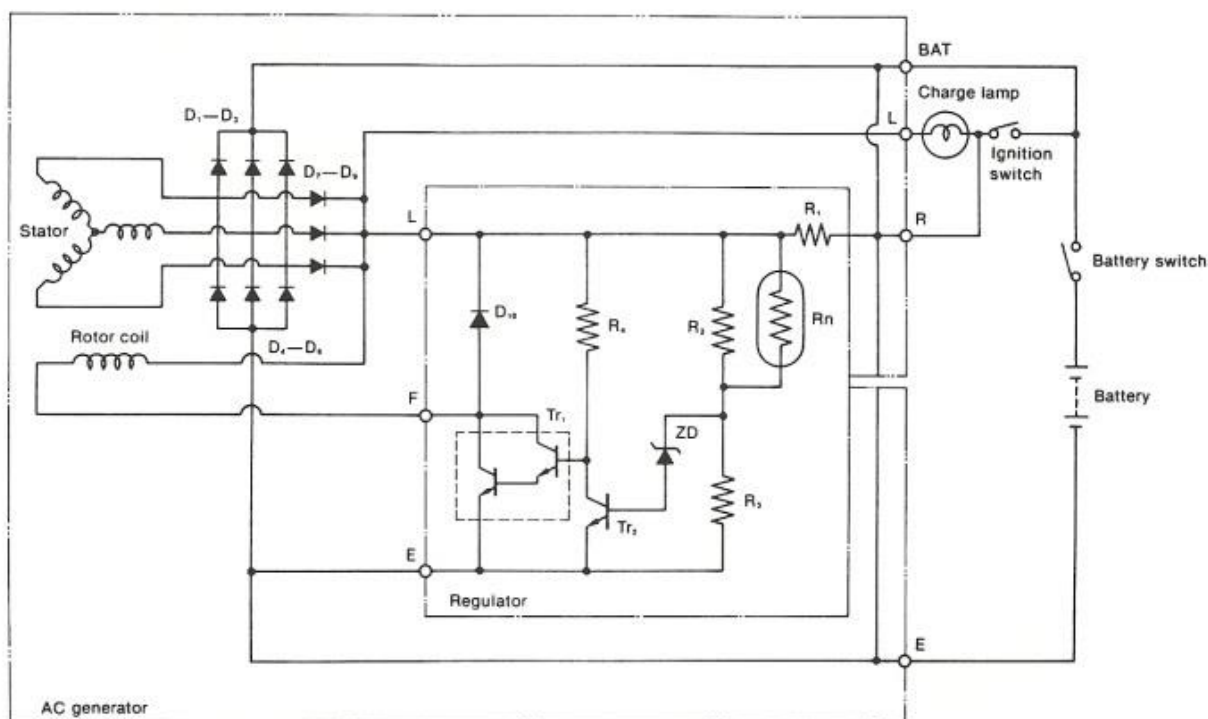 BAT
Charge lamp
D₁—D₃
L
Ignition
switch
D₇—D₉
R₁
L
R
Stator
Battery switch
D₁₀
R₄
R₂
Rn
Rotor coil
D₄—D₆
F
Tr₁
ZD
Battery
R₃
Tr₂
E
Regulator
E
AC generator